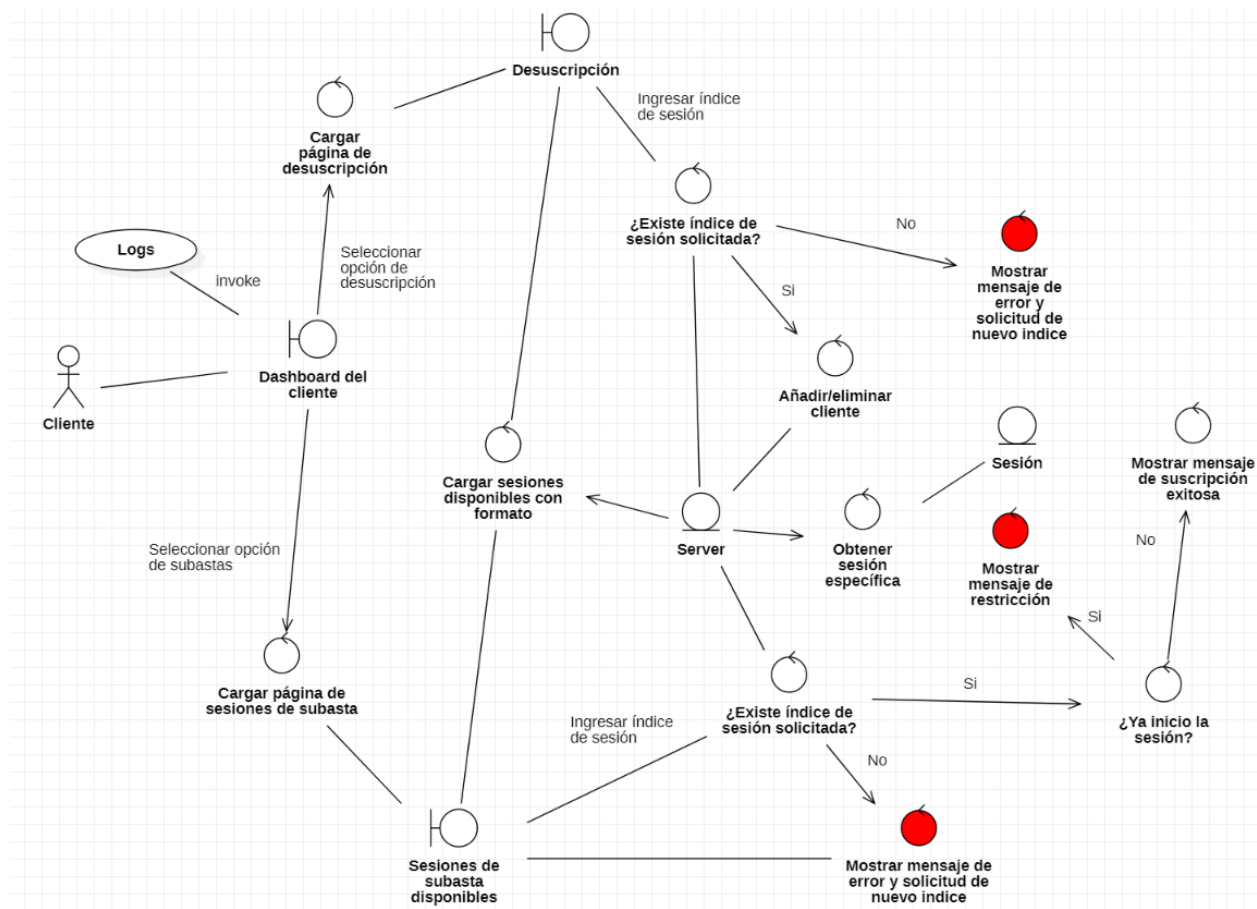 Desuscripción
Ingresar índice
de sesión
Cargar
página de
desuscripción
¿Existe índice de
sesión solicitada?
No
Logs
invoke
Seleccionar
opción de
desuscripción
Mostrar
mensaje de
error y
solicitud de
nuevo indice
Si
Dashboard del
cliente
Cliente
Añadir/eliminar
cliente
Cargar sesiones
disponibles con
formato
Sesión
Mostrar mensaje
de suscripción
exitosa
Server
Obtener
sesión
específica
Mostrar
mensaje de
restricción
No
Seleccionar opción
de subastas
Si
Cargar página de
sesiones de subasta
¿Existe índice de
sesión solicitada?
Si
¿Ya inicio la
sesión?
Ingresar índice
de sesión
No
Sesiones de
subasta
disponibles
Mostrar mensaje de
error y solicitud de
nuevo indice